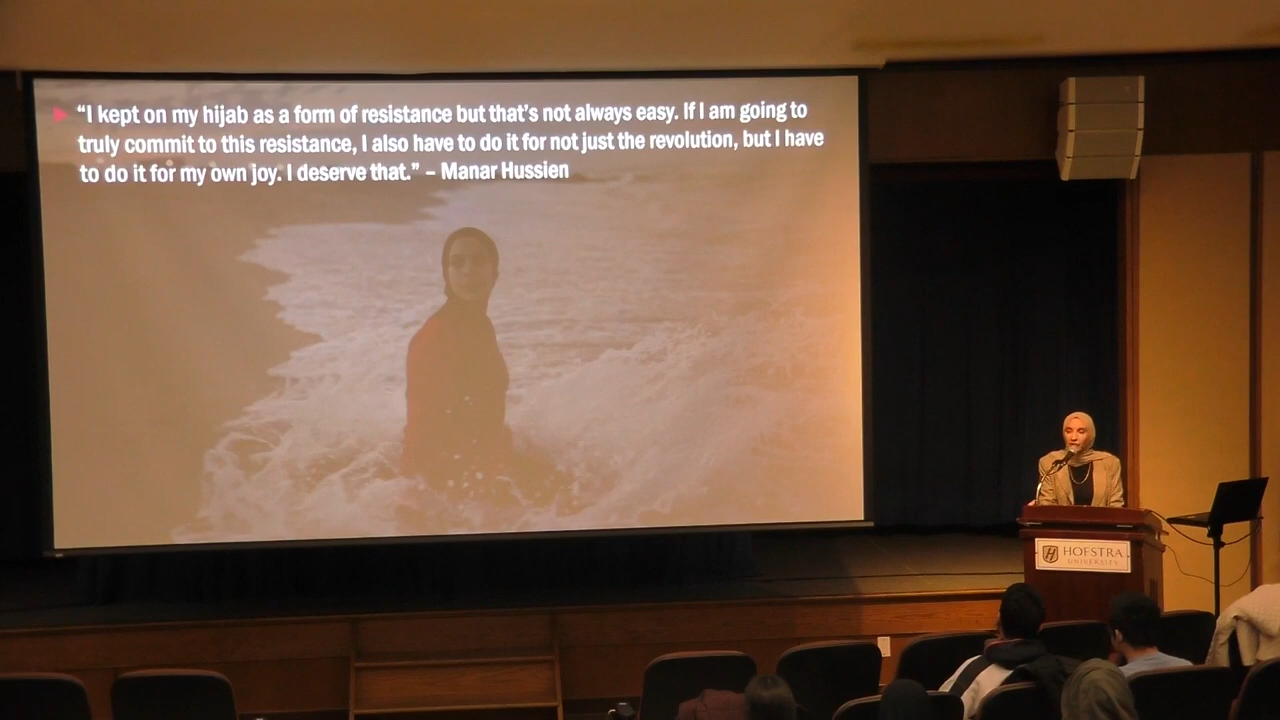 “I kept on my hijab as a form of resistance but that’s not always easy. If I am going to
truly commit to this resistance, I also have to do it for not just the revolution, but I have
to do it for my own joy. I deserve that.” – Manar Hussien
HOFSTRA
UNIVERSITY